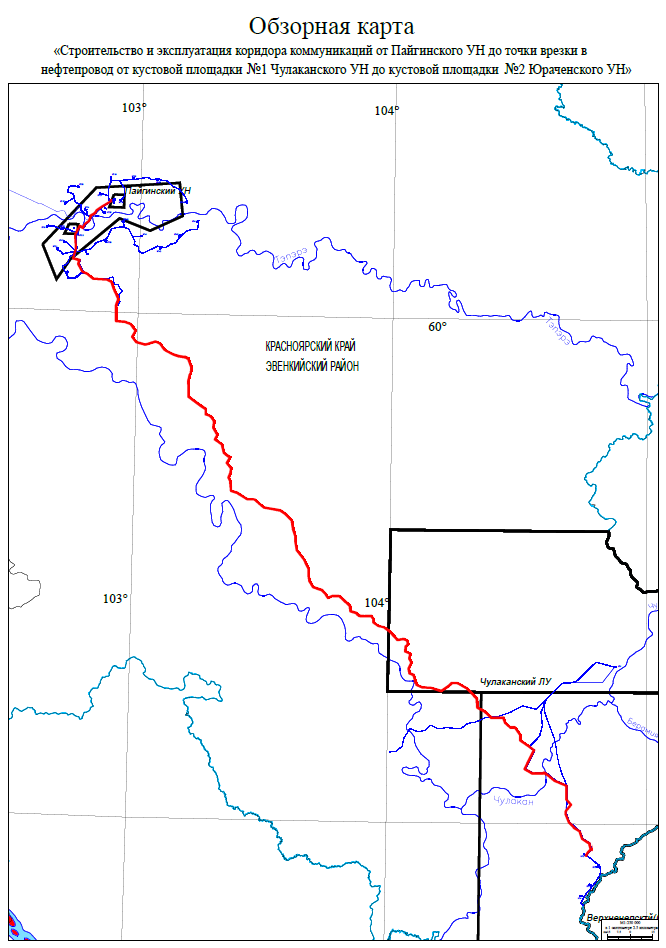 Обзорная карта
«Строительство и эксплуатация коридора коммуникаций от Пайгинского УН до точки врезки в
нефтепровод от кустовой площадки №1 Чулаканского УН до кустовой площадки №2 Юраченского УН»
103°
104°
Пайгинский УН
Тэпэрэ
Тэпэрэ
60°
КРАСНОЯРСКИЙ КРАЙ
ЭВЕНКИЙСКИЙ РАЙОН
103°
104°
Чулаканский ЛУ
Чулакан